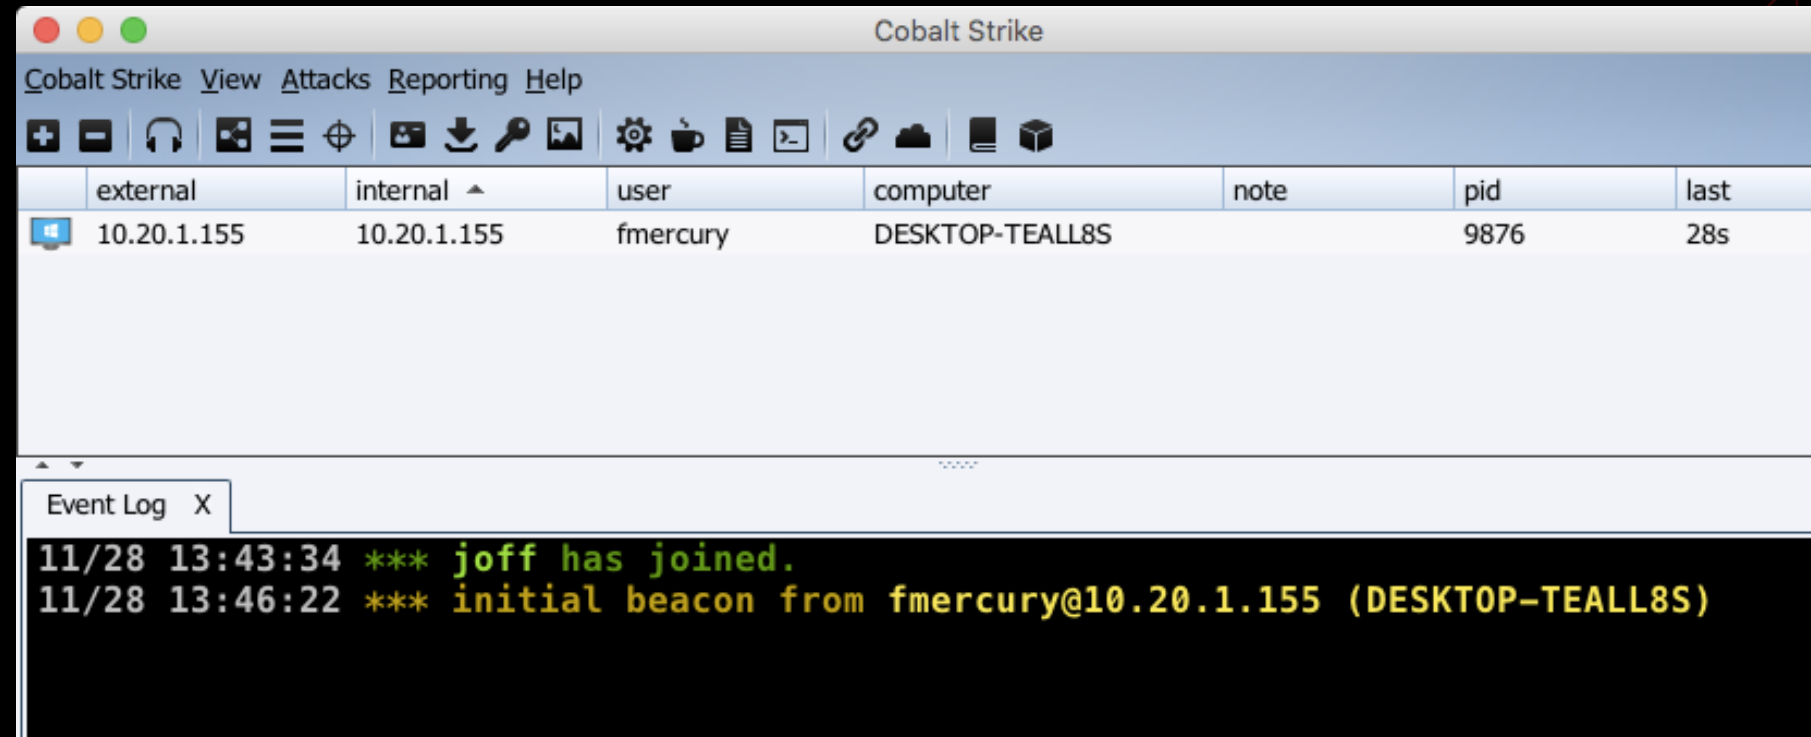 Cobalt Strike
Cobalt Strike View Attacks Reporting Help
external internal user computer note pid last
10.20.1.155 10.20.1.155 fmercury DESKTOP-TEALL8S 9876 28s
Event Log X
11/28 13:43:34 *** joff has joined.
11/28 13:46:22 *** initial beacon from fmercury@10.20.1.155 (DESKTOP-TEALL8S)